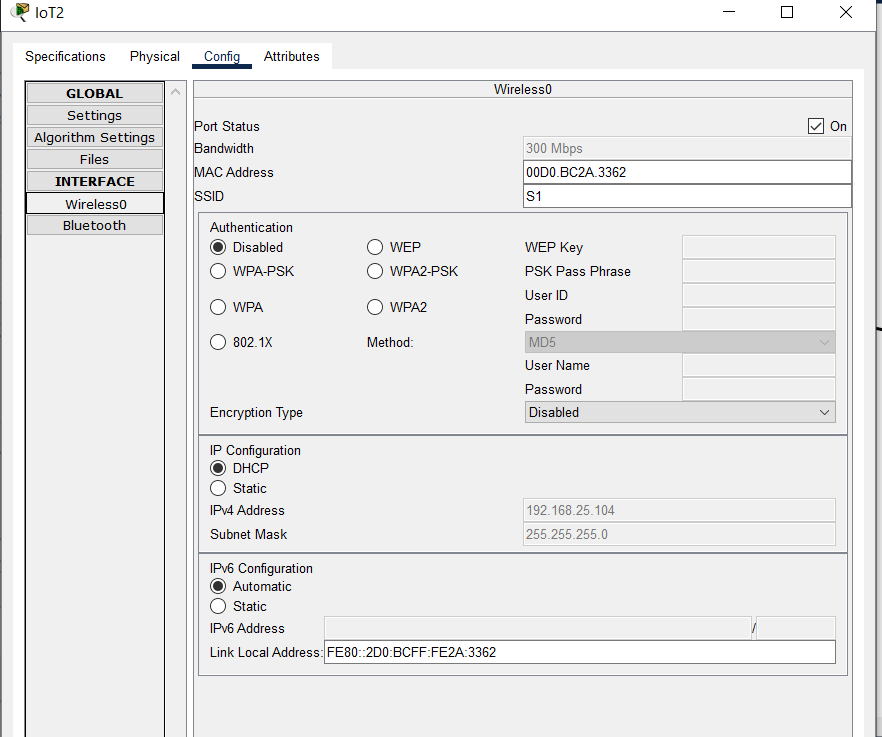 IoT2
Specifications Physical Config Attributes
GLOBAL
Settings
Algorithm Settings
Files
INTERFACE
Wireless0
Bluetooth
Wireless0
Port Status On
Bandwidth 300 Mbps
MAC Address 00D0.BC2A.3362
SSID S1
Authentication
Disabled WEP WEP Key
WPA-PSK WPA2-PSK PSK Pass Phrase
User ID
WPA WPA2
Password
802.1X Method: MD5
User Name
Password
Encryption Type Disabled
IP Configuration
DHCP
Static
IPv4 Address 192.168.25.104
Subnet Mask 255.255.255.0
IPv6 Configuration
Automatic
Static
IPv6 Address /
Link Local Address: FE80::2D0:BCFF:FE2A:3362